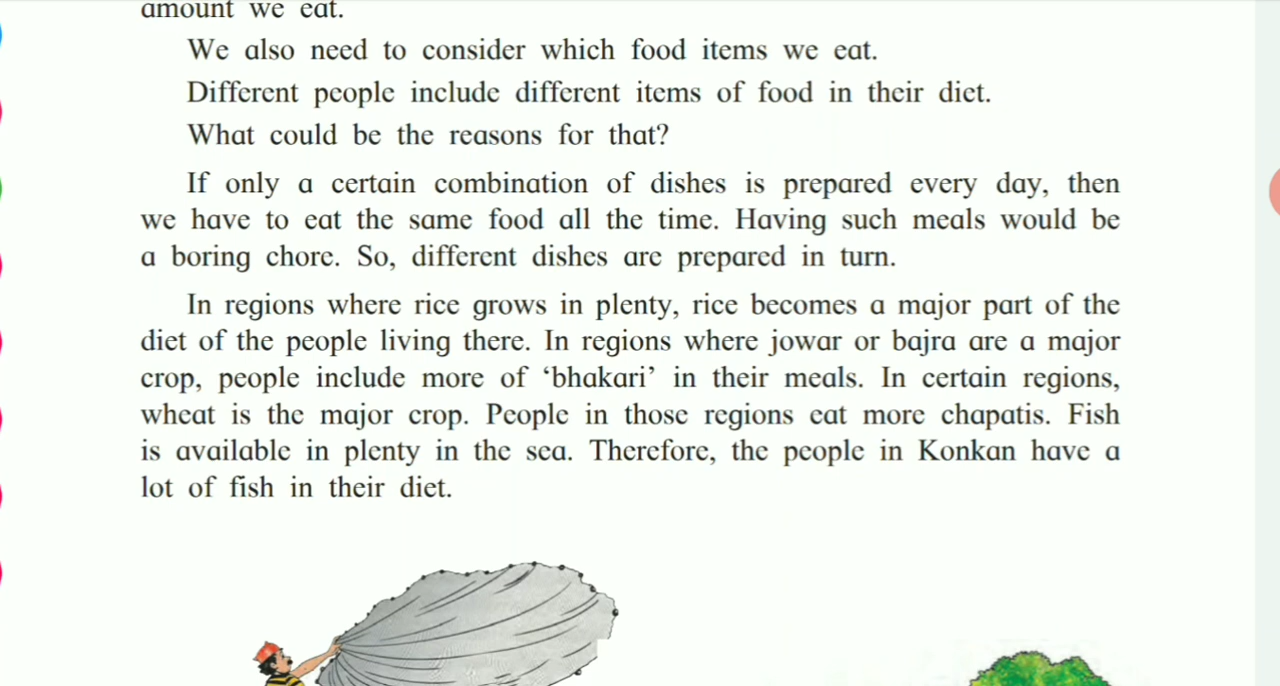 amount we eat.
We also need to consider which food items we eat.
Different people include different items of food in their diet.
What could be the reasons for that?
If only a certain combination of dishes is prepared every day, then
we have to eat the same food all the time. Having such meals would be
a boring chore. So, different dishes are prepared in turn.
In regions where rice grows in plenty, rice becomes a major part of the
diet of the people living there. In regions where jowar or bajra are a major
crop, people include more of ‘bhakari’ in their meals. In certain regions,
wheat is the major crop. People in those regions eat more chapatis. Fish
is available in plenty in the sea. Therefore, the people in Konkan have a
lot of fish in their diet.